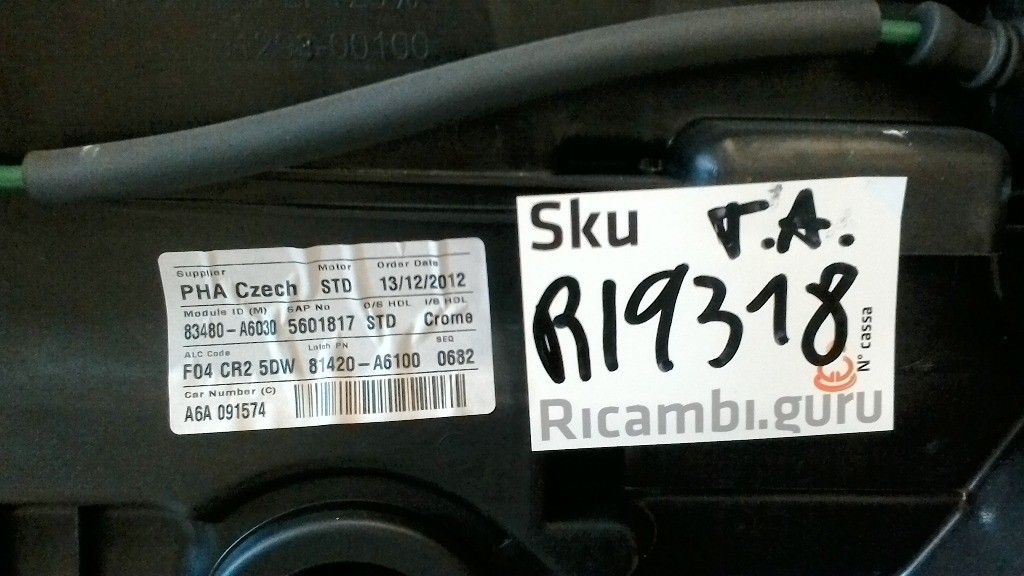 06253-00100
Supplier Motor Order Date
PHA Czech STD 13/12/2012
Module ID (M) SAP No O/S HDL I/S HDL
83480-A6030 5601817 STD Crome
ALC Code Latch PN SEQ
F04 CR2 5DW 81420-A6100 0682
Car Number (C)
A6A 091574
Sku T.A.
R19318
N° cassa
Ricambi.guru